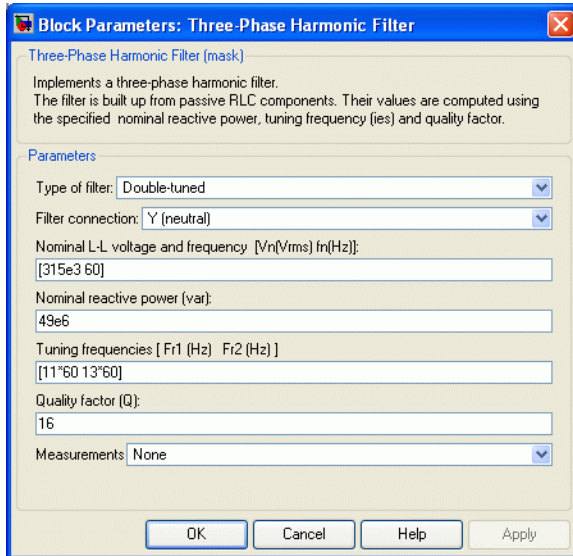 Block Parameters: Three-Phase Harmonic Filter
Three-Phase Harmonic Filter (mask)
Implements a three-phase harmonic filter.
The filter is built up from passive RLC components. Their values are computed using
the specified nominal reactive power, tuning frequency (ies) and quality factor.
Parameters
Type of filter: Double-tuned
Filter connection: Y (neutral)
Nominal L-L voltage and frequency [Vn(Vrms) fn(Hz)]:
[315e3 60]
Nominal reactive power (var):
49e6
Tuning frequencies [ Fr1 (Hz) Fr2 (Hz) ]
[11*60 13*60]
Quality factor (Q):
16
Measurements None
OK Cancel Help Apply